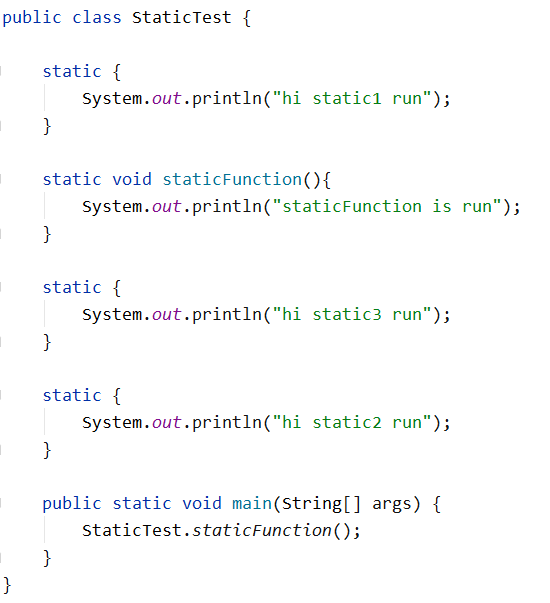 public class StaticTest {
static {
System.out.println("hi static1 run");
}
static void staticFunction(){
System.out.println("staticFunction is run");
}
static {
System.out.println("hi static3 run");
}
static {
System.out.println("hi static2 run");
}
public static void main(String[] args) {
StaticTest.staticFunction();
}
}